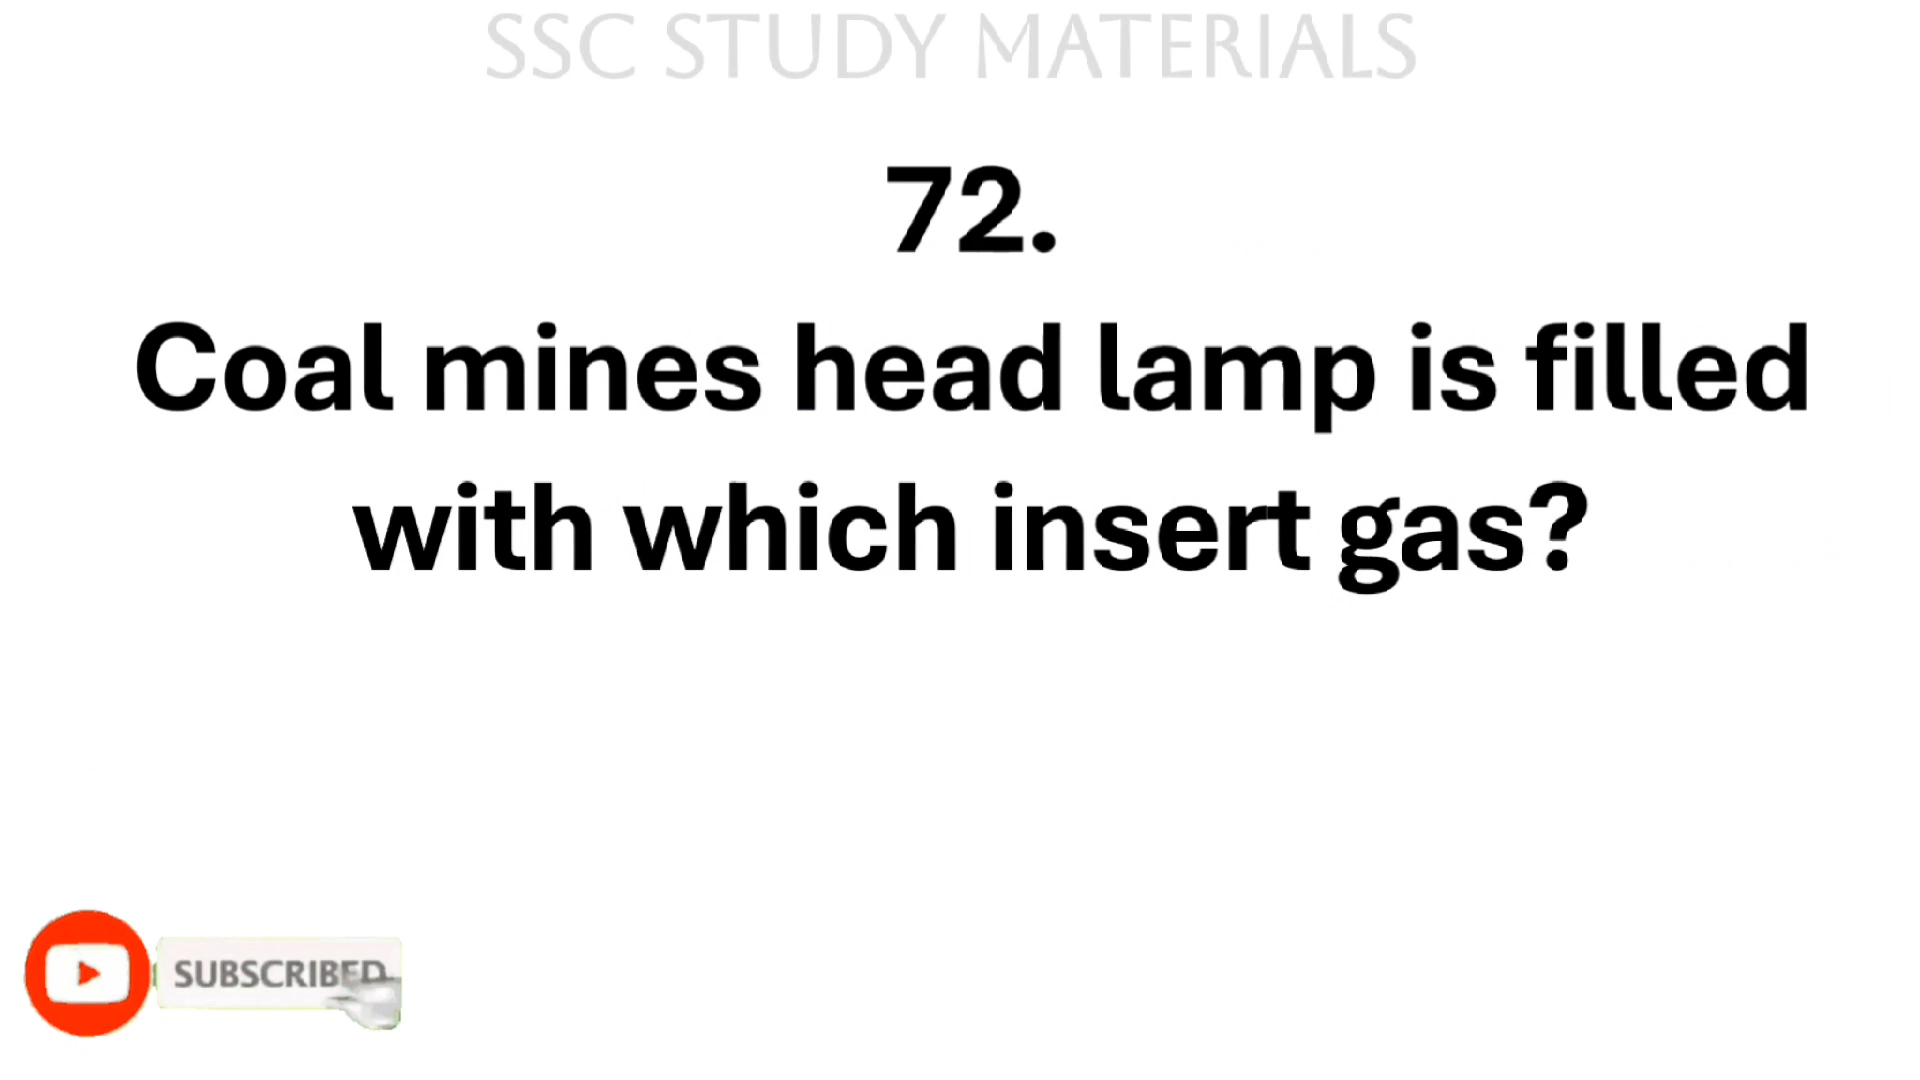 SSC STUDY MATERIALS
72.
Coal mines head lamp is filled
with which insert gas?
SUBSCRIBED